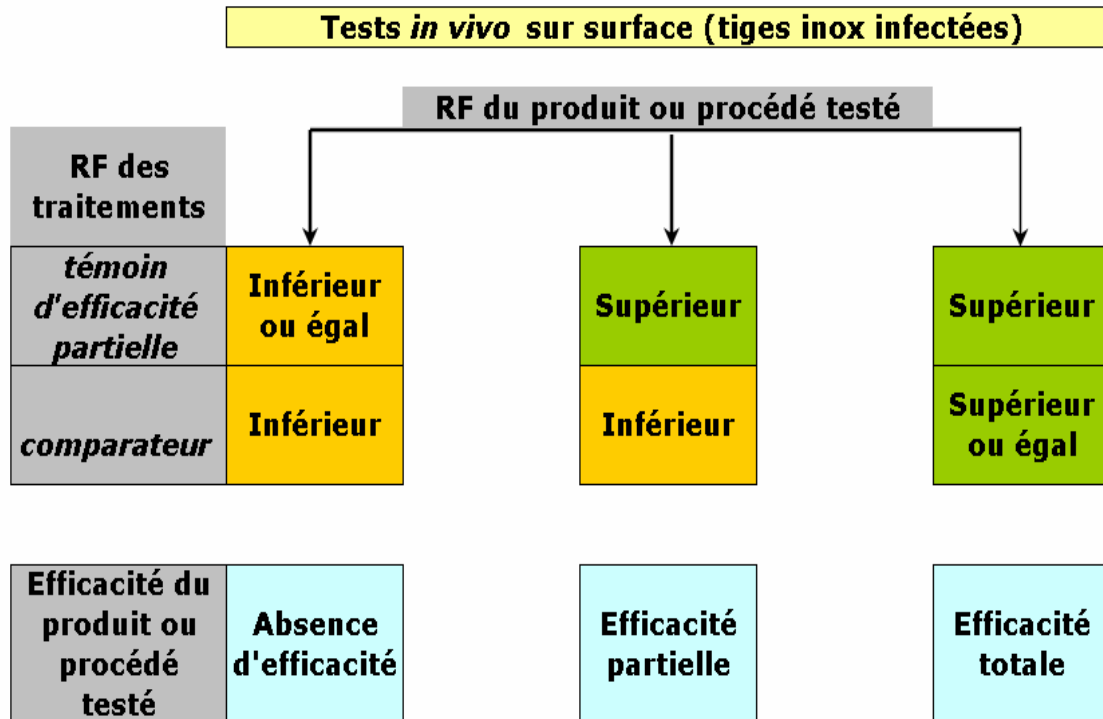 Tests in vivo sur surface (tiges inox infectées)
RF du produit ou procédé testé
RF des
traitements
témoin
d'efficacité
partielle
Inférieur
ou égal
Supérieur
Supérieur
comparateur
Inférieur
Inférieur
Supérieur
ou égal
Efficacité du
produit ou
procédé
testé
Absence
d'efficacité
Efficacité
partielle
Efficacité
totale